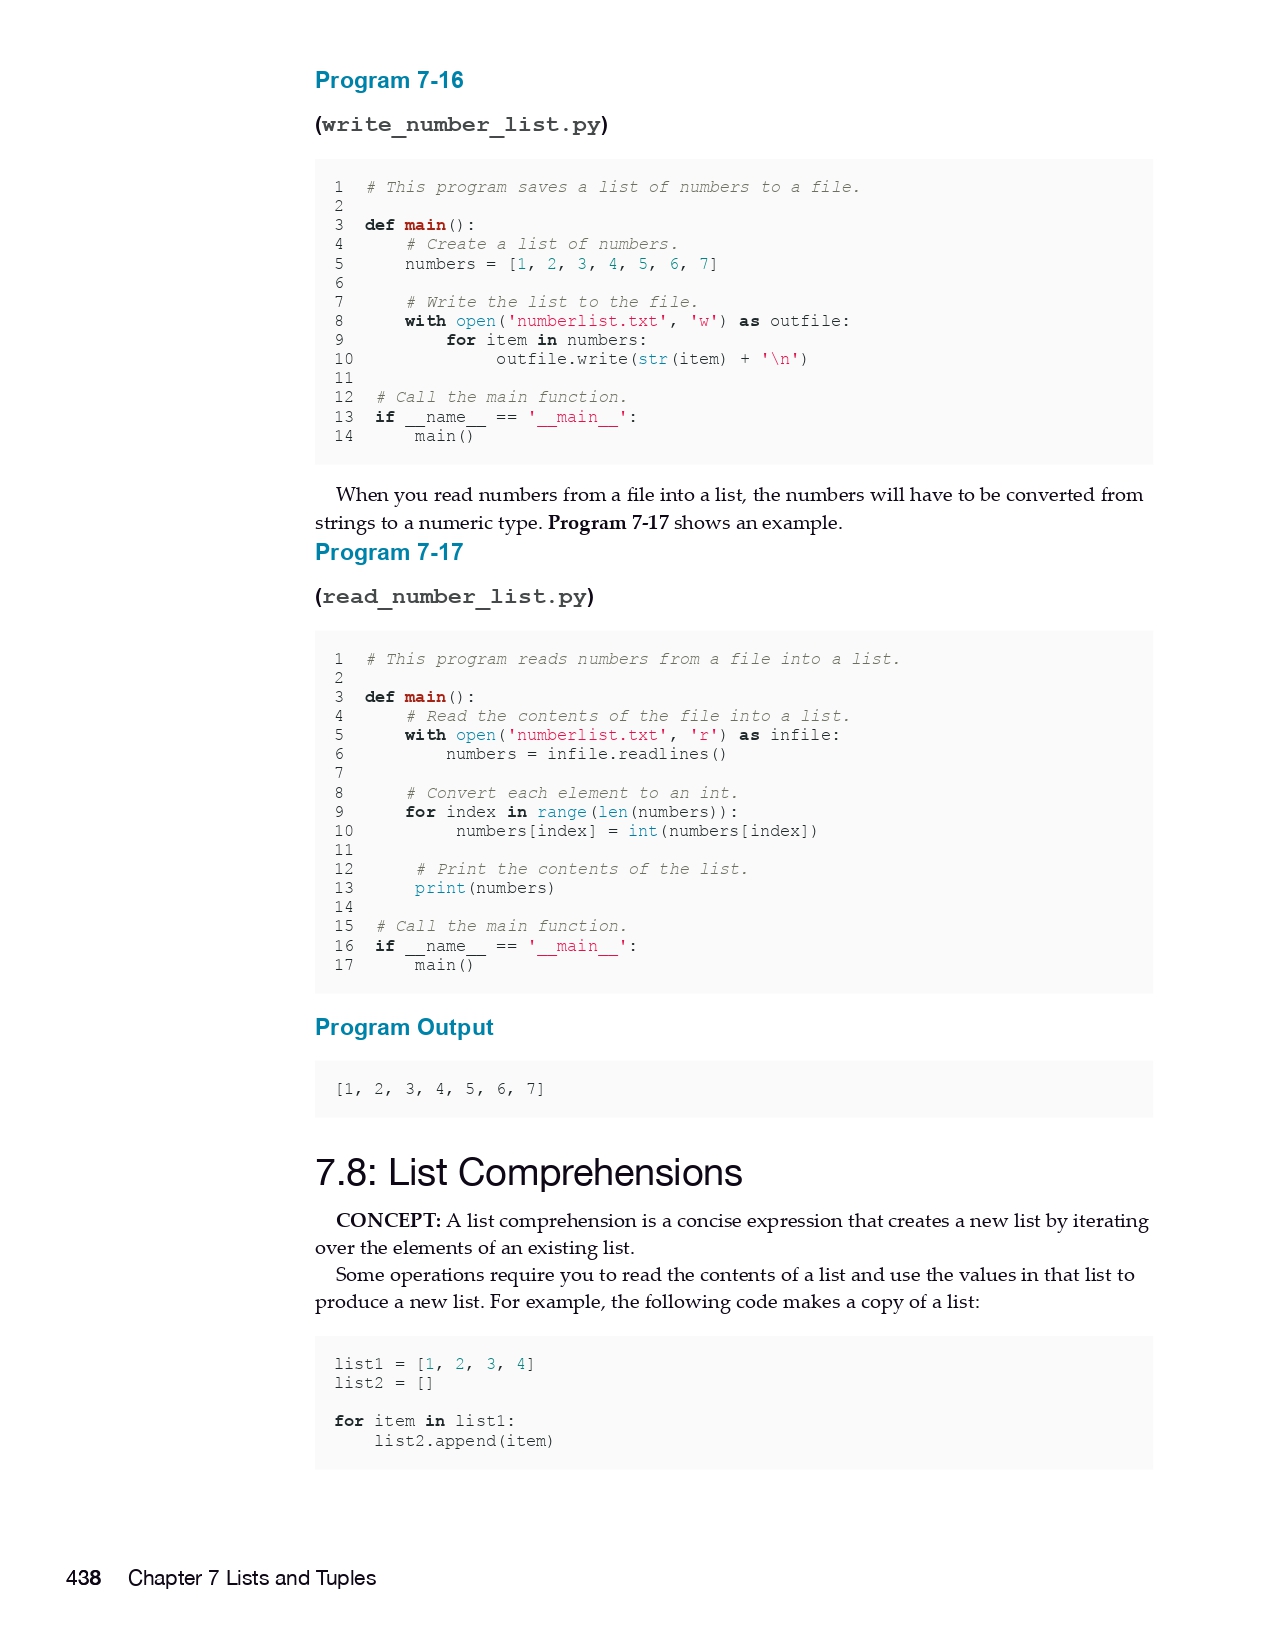 Program 7-16
(write_number_list.py)
1  # This program saves a list of numbers to a file.
2
3  def main():
4      # Create a list of numbers.
5      numbers = [1, 2, 3, 4, 5, 6, 7]
6
7      # Write the list to the file.
8      with open('numberlist.txt', 'w') as outfile:
9          for item in numbers:
10              outfile.write(str(item) + '\n')
11
12  # Call the main function.
13  if __name__ == '__main__':
14      main()
When you read numbers from a file into a list, the numbers will have to be converted from
strings to a numeric type. Program 7-17 shows an example.
Program 7-17
(read_number_list.py)
1  # This program reads numbers from a file into a list.
2
3  def main():
4      # Read the contents of the file into a list.
5      with open('numberlist.txt', 'r') as infile:
6          numbers = infile.readlines()
7
8      # Convert each element to an int.
9      for index in range(len(numbers)):
10          numbers[index] = int(numbers[index])
11
12      # Print the contents of the list.
13      print(numbers)
14
15  # Call the main function.
16  if __name__ == '__main__':
17      main()
Program Output
[1, 2, 3, 4, 5, 6, 7]
7.8: List Comprehensions
CONCEPT: A list comprehension is a concise expression that creates a new list by iterating
over the elements of an existing list.
Some operations require you to read the contents of a list and use the values in that list to
produce a new list. For example, the following code makes a copy of a list:
list1 = [1, 2, 3, 4]
list2 = []
for item in list1:
    list2.append(item)
438 Chapter 7 Lists and Tuples